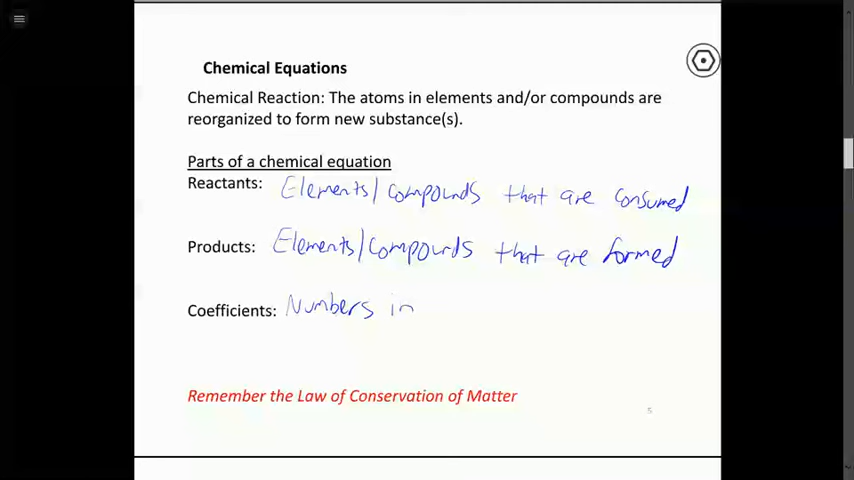 Chemical Equations
Chemical Reaction: The atoms in elements and/or compounds are
reorganized to form new substance(s).
Parts of a chemical equation
Reactants: Elements/compounds that are consumed
Products: Elements/compounds that are formed
Coefficients: Numbers in
Remember the Law of Conservation of Matter
5